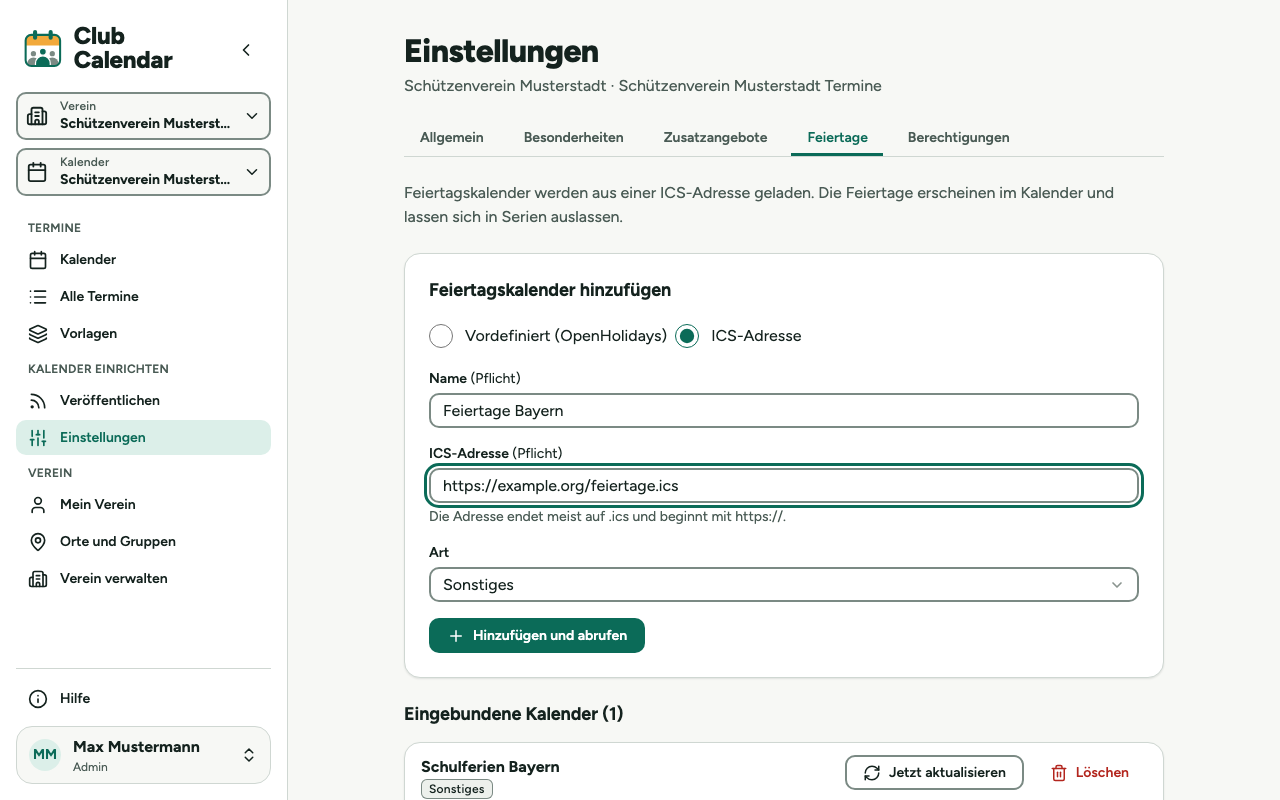 Club
Calendar
Verein
Schützenverein Musterst...
Kalender
Schützenverein Musterst...
TERMINE
Kalender
Alle Termine
Vorlagen
KALENDER EINRICHTEN
Veröffentlichen
Einstellungen
VEREIN
Mein Verein
Orte und Gruppen
Verein verwalten
Hilfe
MM
Max Mustermann
Admin
Einstellungen
Schützenverein Musterstadt · Schützenverein Musterstadt Termine
Allgemein Besonderheiten Zusatzangebote Feiertage Berechtigungen
Feiertagskalender werden aus einer ICS-Adresse geladen. Die Feiertage erscheinen im Kalender und
lassen sich in Serien auslassen.
Feiertagskalender hinzufügen
Vordefiniert (OpenHolidays) ICS-Adresse
Name (Pflicht)
Feiertage Bayern
ICS-Adresse (Pflicht)
https://example.org/feiertage.ics
Die Adresse endet meist auf .ics und beginnt mit https://.
Art
Sonstiges
Hinzufügen und abrufen
Eingebundene Kalender (1)
Schulferien Bayern
Sonstiges
Jetzt aktualisieren Löschen